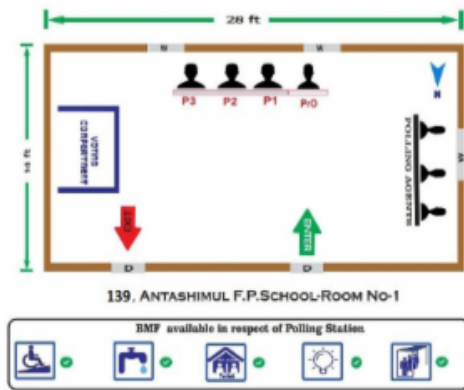 28 ft
W
W
P3 P2 P1 PrO
N
14 ft
VOTING
COMPARTMENT
POLLING AGENTS
W
EXIT
ENTER
D
D
139. ANTASHIMUL F.P.SCHOOL-ROOM NO-1
BMF available in respect of Polling Station